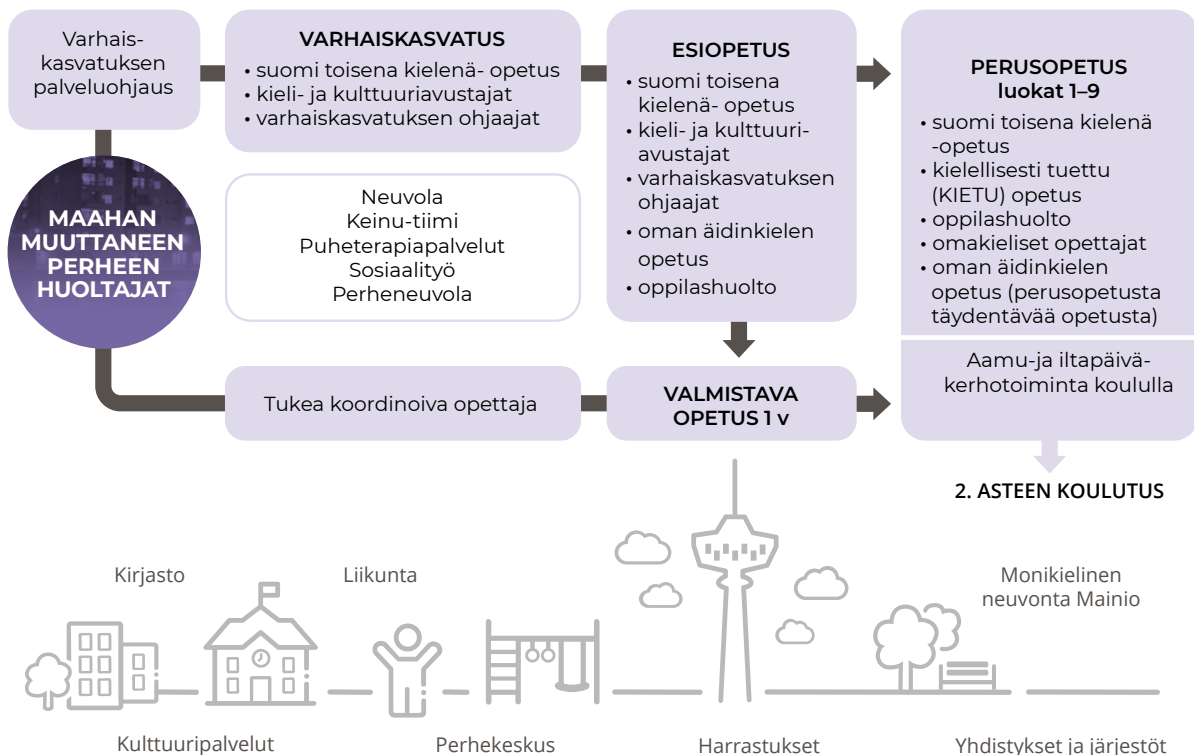 Varhais-
kasvatuksen
palveluohjaus
MAAHAN
MUUTTANEEN
PERHEEN
HUOLTAJAT
VARHAISKASVATUS
• suomi toisena kielenä- opetus
• kieli- ja kulttuuriavustajat
• varhaiskasvatuksen ohjaajat
Neuvola
Keinu-tiimi
Puheterapiapalvelut
Sosiaalityö
Perheneuvola
Tukea koordinoiva opettaja
ESIOPETUS
• suomi toisena
kielenä- opetus
• kieli- ja kulttuuri-
avustajat
• varhaiskasvatuksen
ohjaajat
• oman äidinkielen
opetus
• oppilashuolto
VALMISTAVA
OPETUS 1 v
PERUSOPETUS
luokat 1–9
• suomi toisena kielenä
-opetus
• kielellisesti tuettu
(KIETU) opetus
• oppilashuolto
• omakieliset opettajat
• oman äidinkielen
opetus (perusopetusta
täydentävää opetusta)
Aamu-ja iltapäivä-
kerhotoiminta koululla
2. ASTEEN KOULUTUS
Kirjasto
Liikunta
Monikielinen
neuvonta Mainio
Kulttuuripalvelut
Perhekeskus
Harrastukset
Yhdistykset ja järjestöt